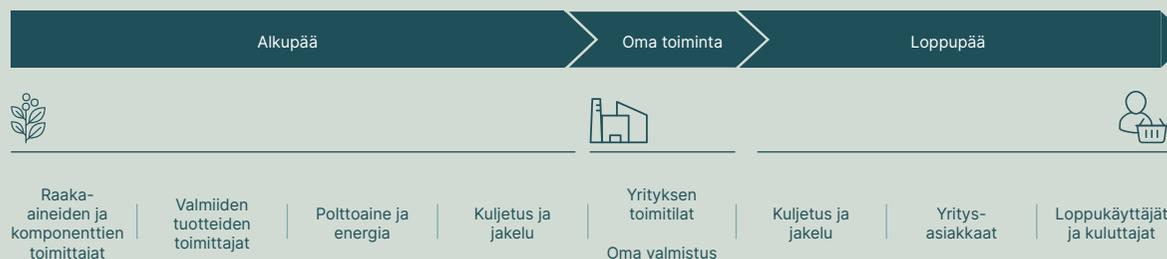 Alkupää
Oma toiminta
Loppupää
Raaka-
aineiden ja
komponenttien
toimittajat
Valmiiden
tuotteiden
toimittajat
Polttoaine ja
energia
Kuljetus ja
jakelu
Yrityksen
toimitilat
Oma valmistus
Kuljetus ja
jakelu
Yritys-
asiakkaat
Loppukäyttäjät
ja kuluttajat